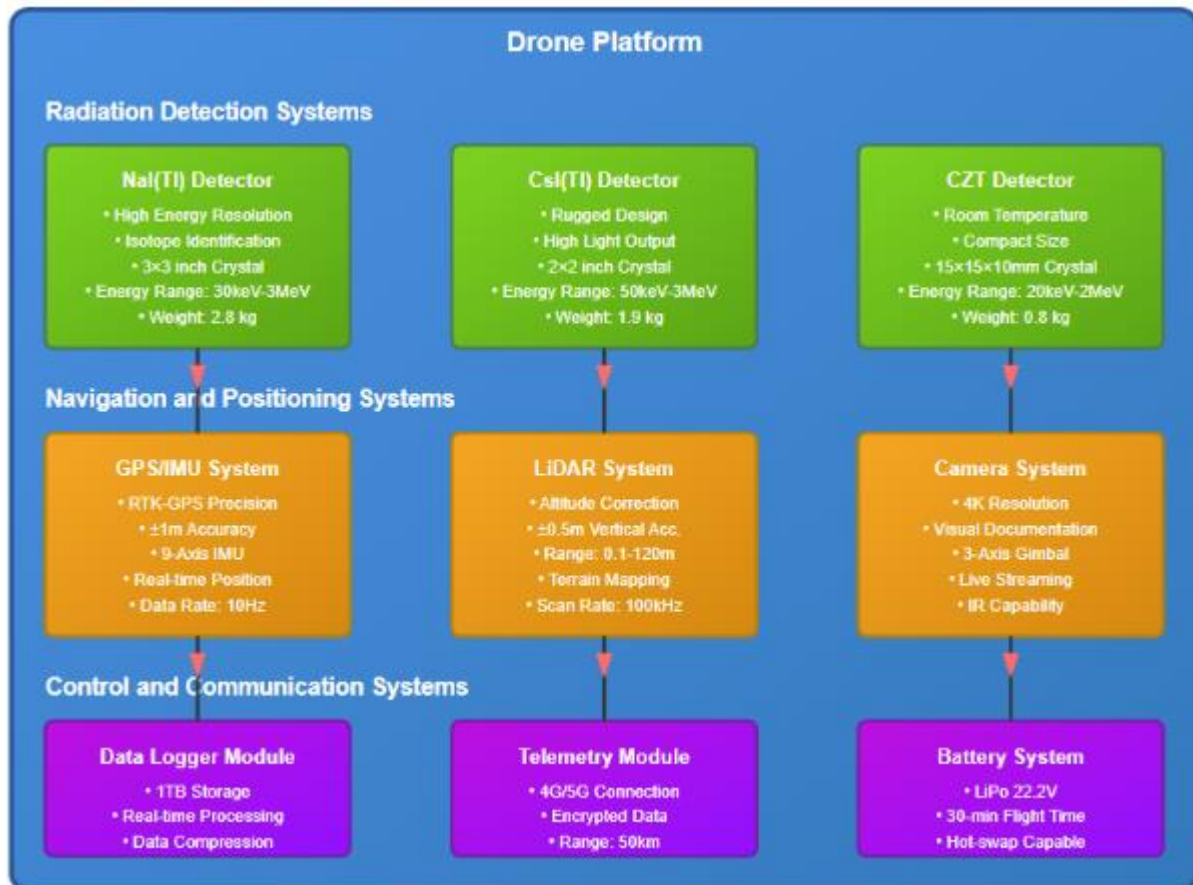 Drone Platform
Radiation Detection Systems
NaI(Tl) Detector
• High Energy Resolution
• Isotope Identification
• 3×3 inch Crystal
• Energy Range: 30keV-3MeV
• Weight: 2.8 kg
CsI(Tl) Detector
• Rugged Design
• High Light Output
• 2×2 inch Crystal
• Energy Range: 50keV-3MeV
• Weight: 1.9 kg
CZT Detector
• Room Temperature
• Compact Size
• 15×15×10mm Crystal
• Energy Range: 20keV-2MeV
• Weight: 0.8 kg
Navigation and Positioning Systems
GPS/IMU System
• RTK-GPS Precision
• ±1m Accuracy
• 9-Axis IMU
• Real-time Position
• Data Rate: 10Hz
LiDAR System
• Altitude Correction
• ±0.5m Vertical Acc.
• Range: 0.1-120m
• Terrain Mapping
• Scan Rate: 100kHz
Camera System
• 4K Resolution
• Visual Documentation
• 3-Axis Gimbal
• Live Streaming
• IR Capability
Control and Communication Systems
Data Logger Module
• 1TB Storage
• Real-time Processing
• Data Compression
Telemetry Module
• 4G/5G Connection
• Encrypted Data
• Range: 50km
Battery System
• LiPo 22.2V
• 30-min Flight Time
• Hot-swap Capable